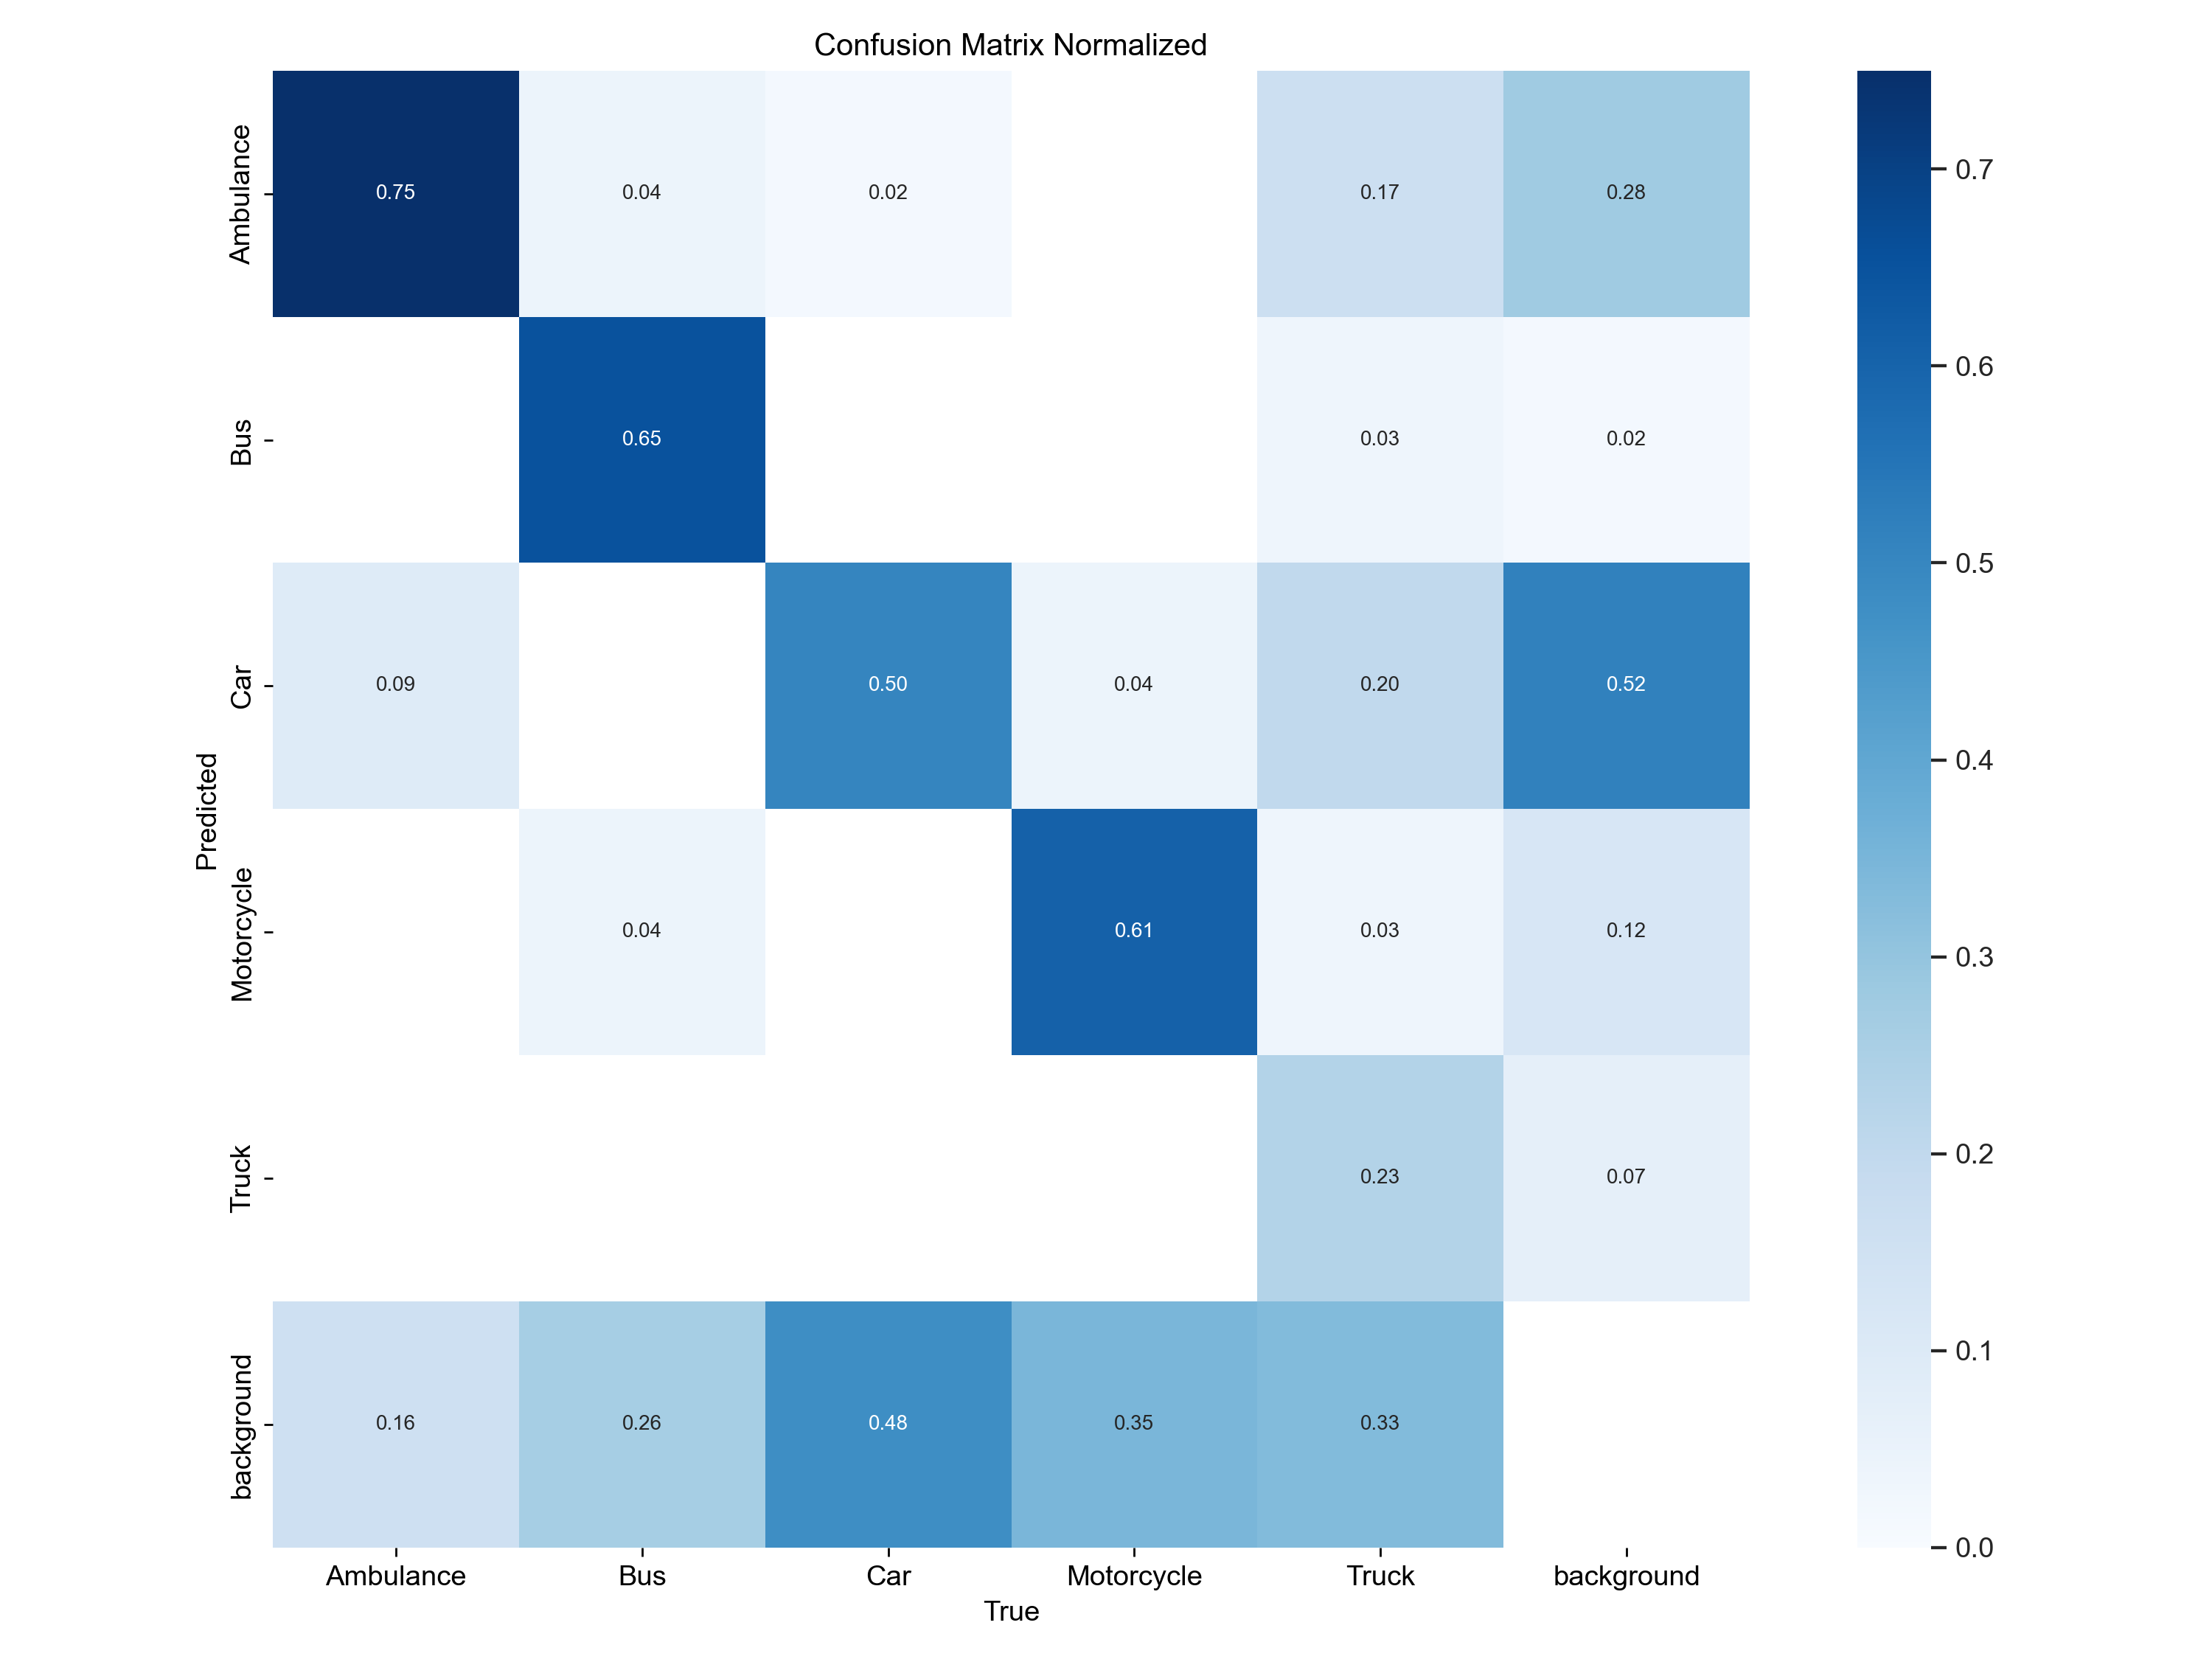 Confusion Matrix Normalized
Ambulance
0.75
0.04
0.02
0.17
0.28
Bus
0.65
0.03
0.02
Car
0.09
0.50
0.04
0.20
0.52
Motorcycle
0.04
0.61
0.03
0.12
Truck
0.23
0.07
background
0.16
0.26
0.48
0.35
0.33
Predicted
Ambulance
Bus
Car
Motorcycle
Truck
background
True
0.7
0.6
0.5
0.4
0.3
0.2
0.1
0.0